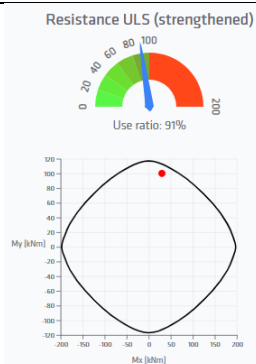 Resistance ULS (strengthened)
0 20 40 60 80 100 200
Use ratio: 91%
120
100
80
60
40
20
My [kNm] 0
-20
-40
-60
-80
-100
-120
-200 -150 -100 -50 0 50 100 150 200
Mx [kNm]